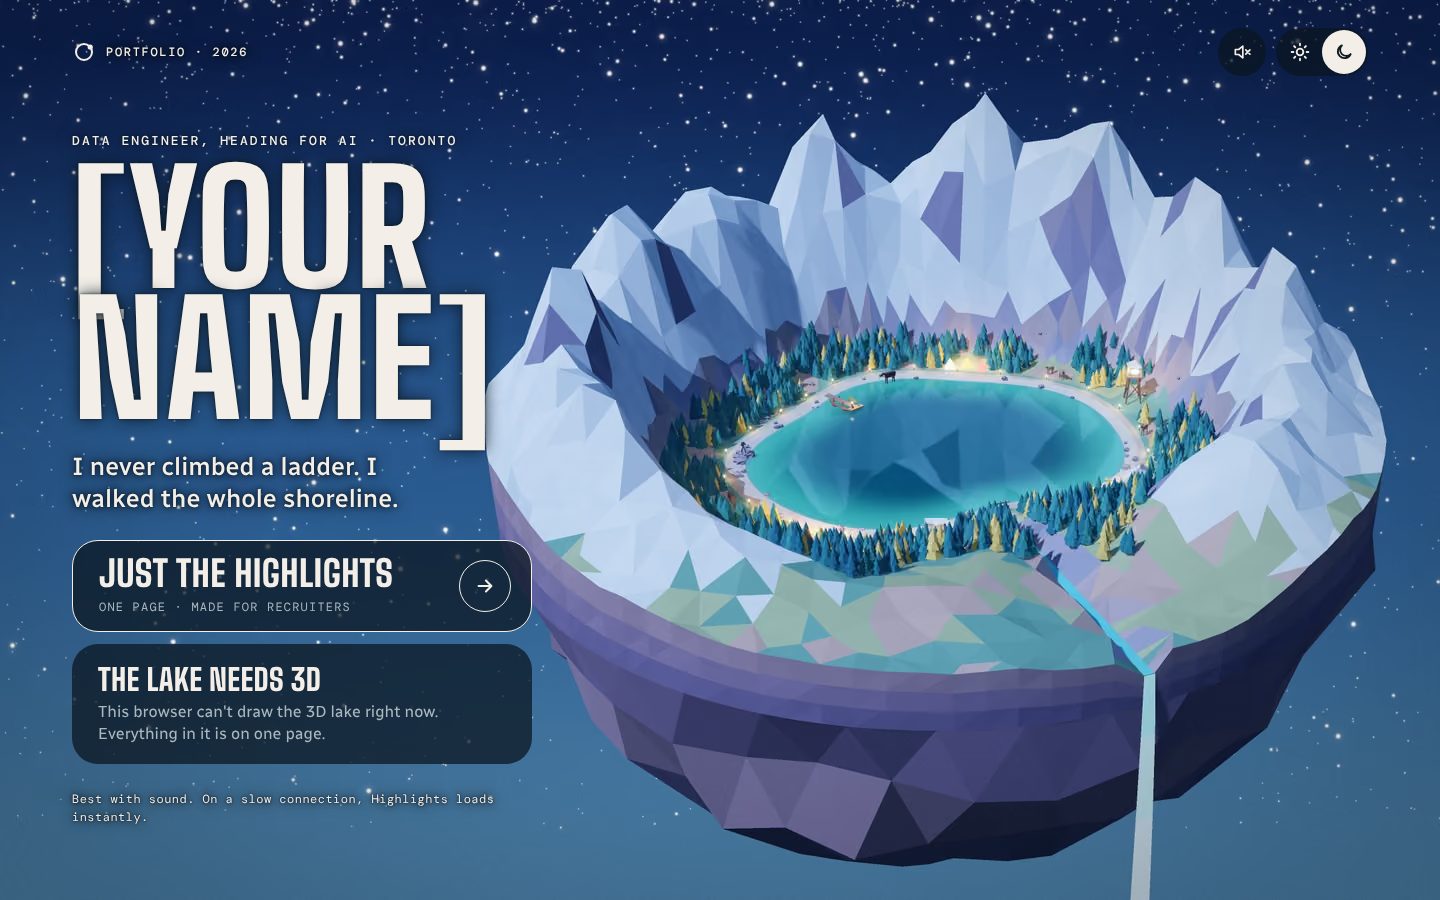 PORTFOLIO · 2026
DATA ENGINEER, HEADING FOR AI · TORONTO
[YOUR
NAME]
I never climbed a ladder. I
walked the whole shoreline.
JUST THE HIGHLIGHTS
ONE PAGE · MADE FOR RECRUITERS
THE LAKE NEEDS 3D
This browser can't draw the 3D lake right now.
Everything in it is on one page.
Best with sound. On a slow connection, Highlights loads
instantly.